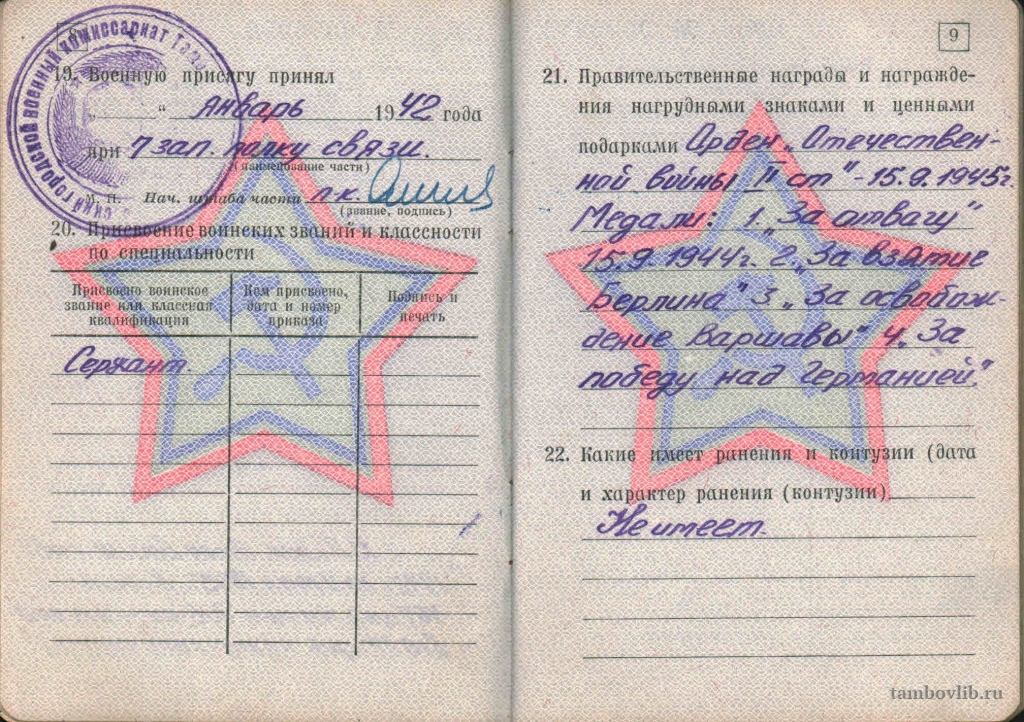 8
ГОРОДСКОЙ ВОЕННЫЙ КОМИССАРИАТ
19. Военную присягу принял
„ “ январь 1942 года
при 7 зап. полку связи.
(наименование части)
М. П. Нач. штаба части п-к.
(звание, подпись)
20. Присвоение воинских званий и классности
по специальности
Присвоено воинское звание или классная квалификация
Кем присвоено, дата и номер приказа
Подпись и печать
Сержант.
9
21. Правительственные награды и награжде-
ния нагрудными знаками и ценными
подарками Орден „Отечествен-
ной войны II ст" - 15.9.1945г.
Медали: 1 „За отвагу"
15.9.1944г. 2 „За взятие
Берлина" 3 „За освобож-
дение Варшавы" 4 „За
победу над Германией."
22. Какие имеет ранения и контузии (дата
и характер ранения (контузии)
Не имеет.
tambovlib.ru